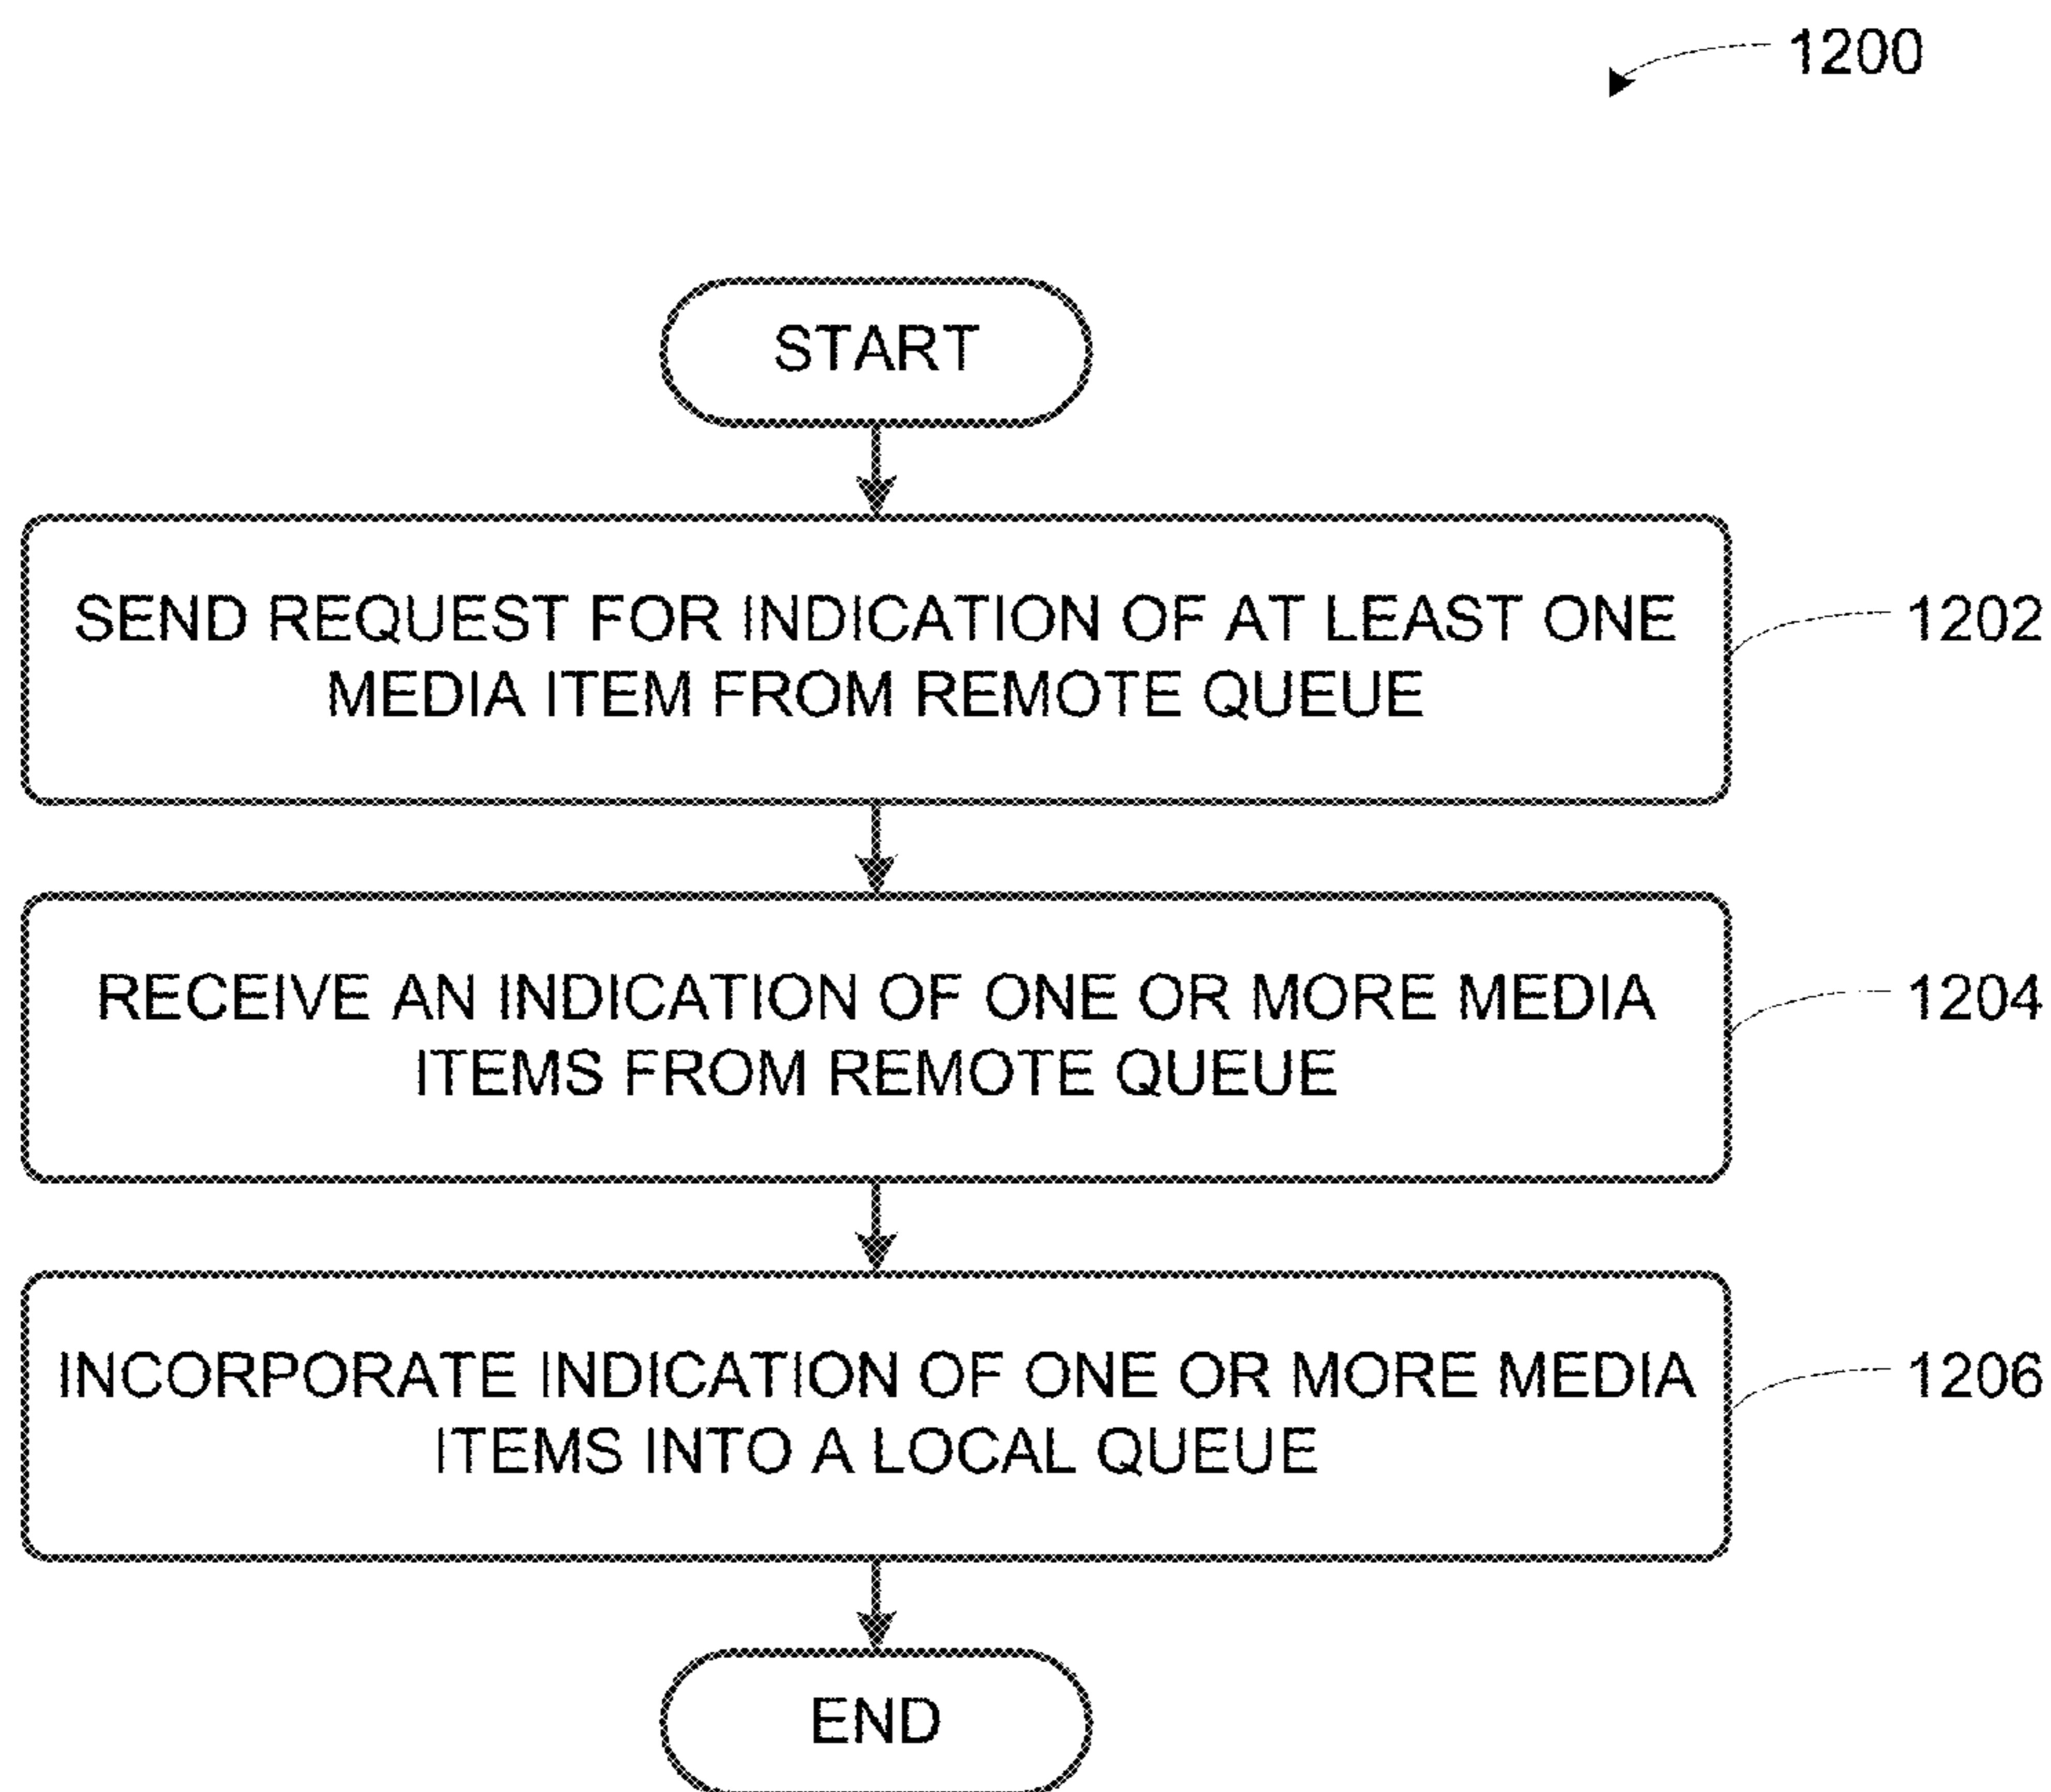 1200
START
SEND REQUEST FOR INDICATION OF AT LEAST ONE
MEDIA ITEM FROM REMOTE QUEUE
1202
RECEIVE AN INDICATION OF ONE OR MORE MEDIA
ITEMS FROM REMOTE QUEUE
1204
INCORPORATE INDICATION OF ONE OR MORE MEDIA
ITEMS INTO A LOCAL QUEUE
1206
END